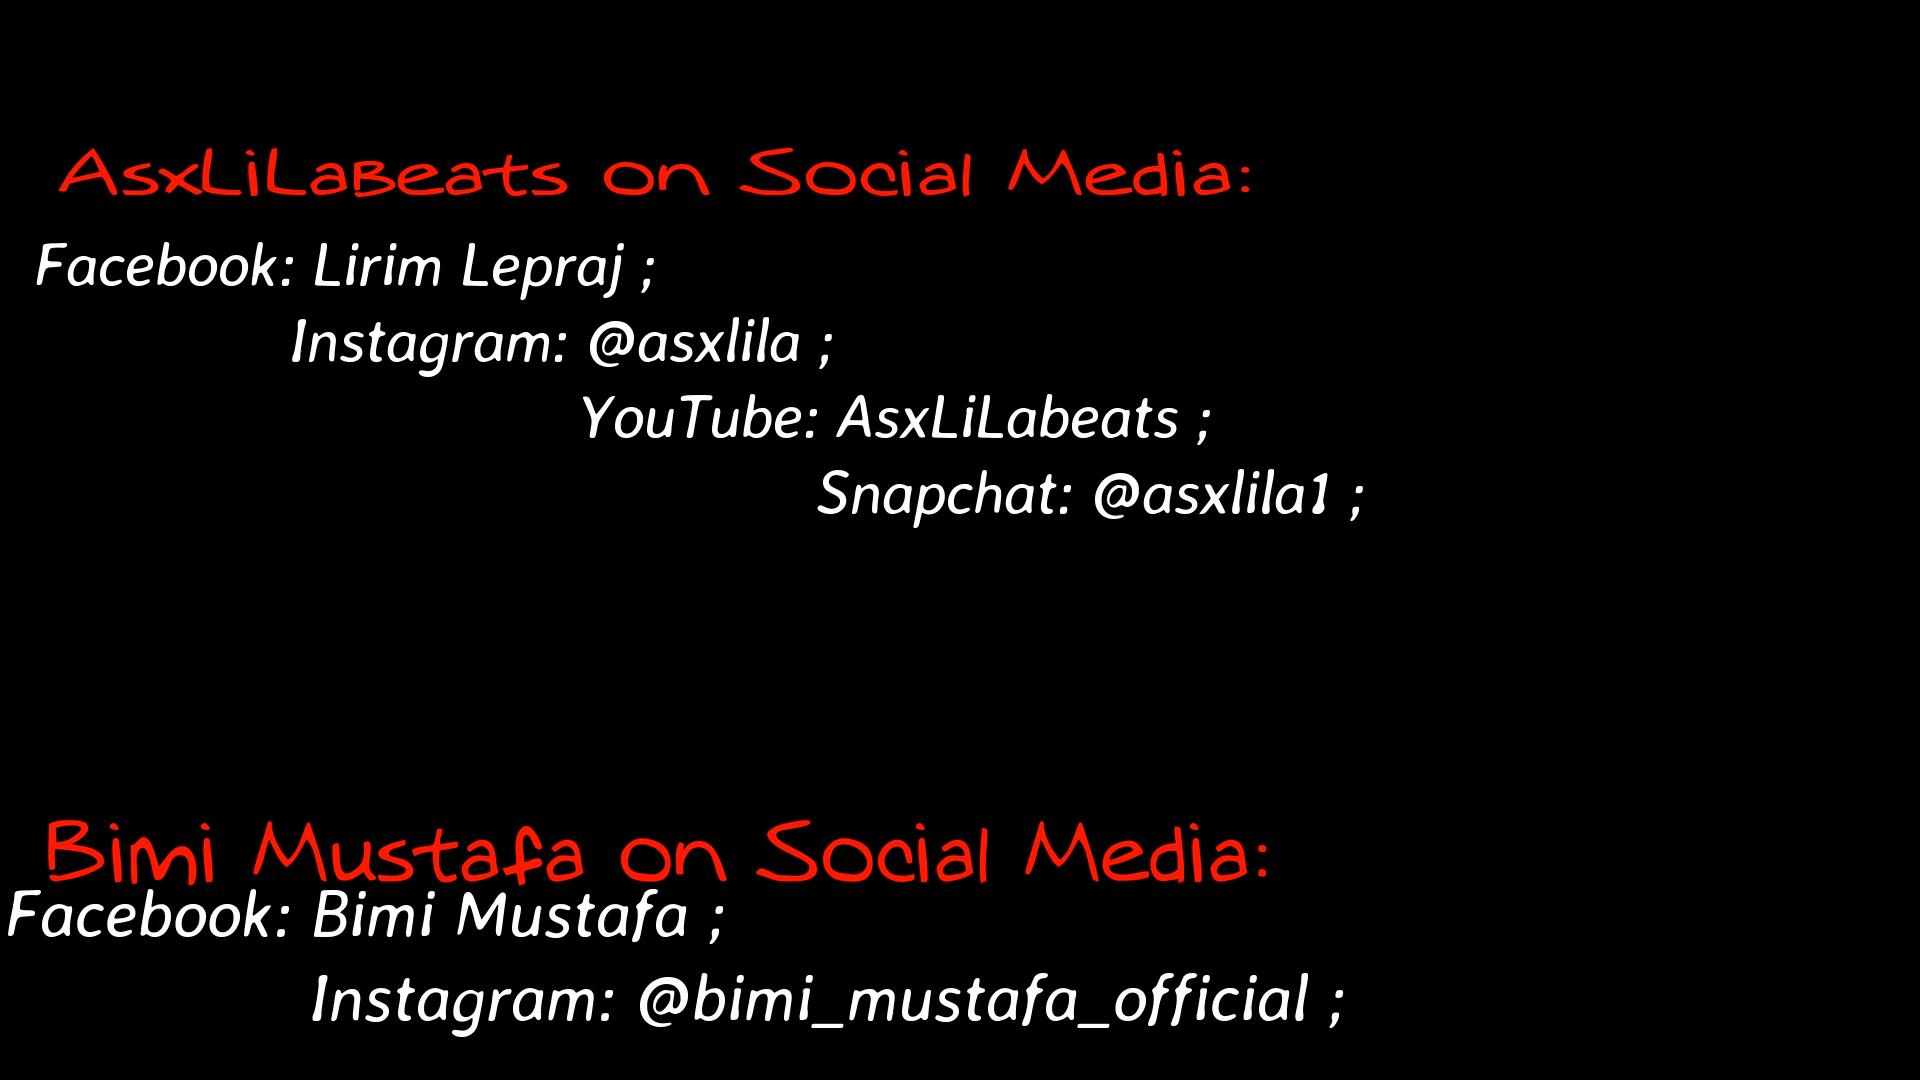 AsxLiLaBeats on Social Media:
Facebook: Lirim Lepraj ;
Instagram: @asxlila ;
YouTube: AsxLiLabeats ;
Snapchat: @asxlila1 ;
Bimi Mustafa on Social Media:
Facebook: Bimi Mustafa ;
Instagram: @bimi_mustafa_official ;